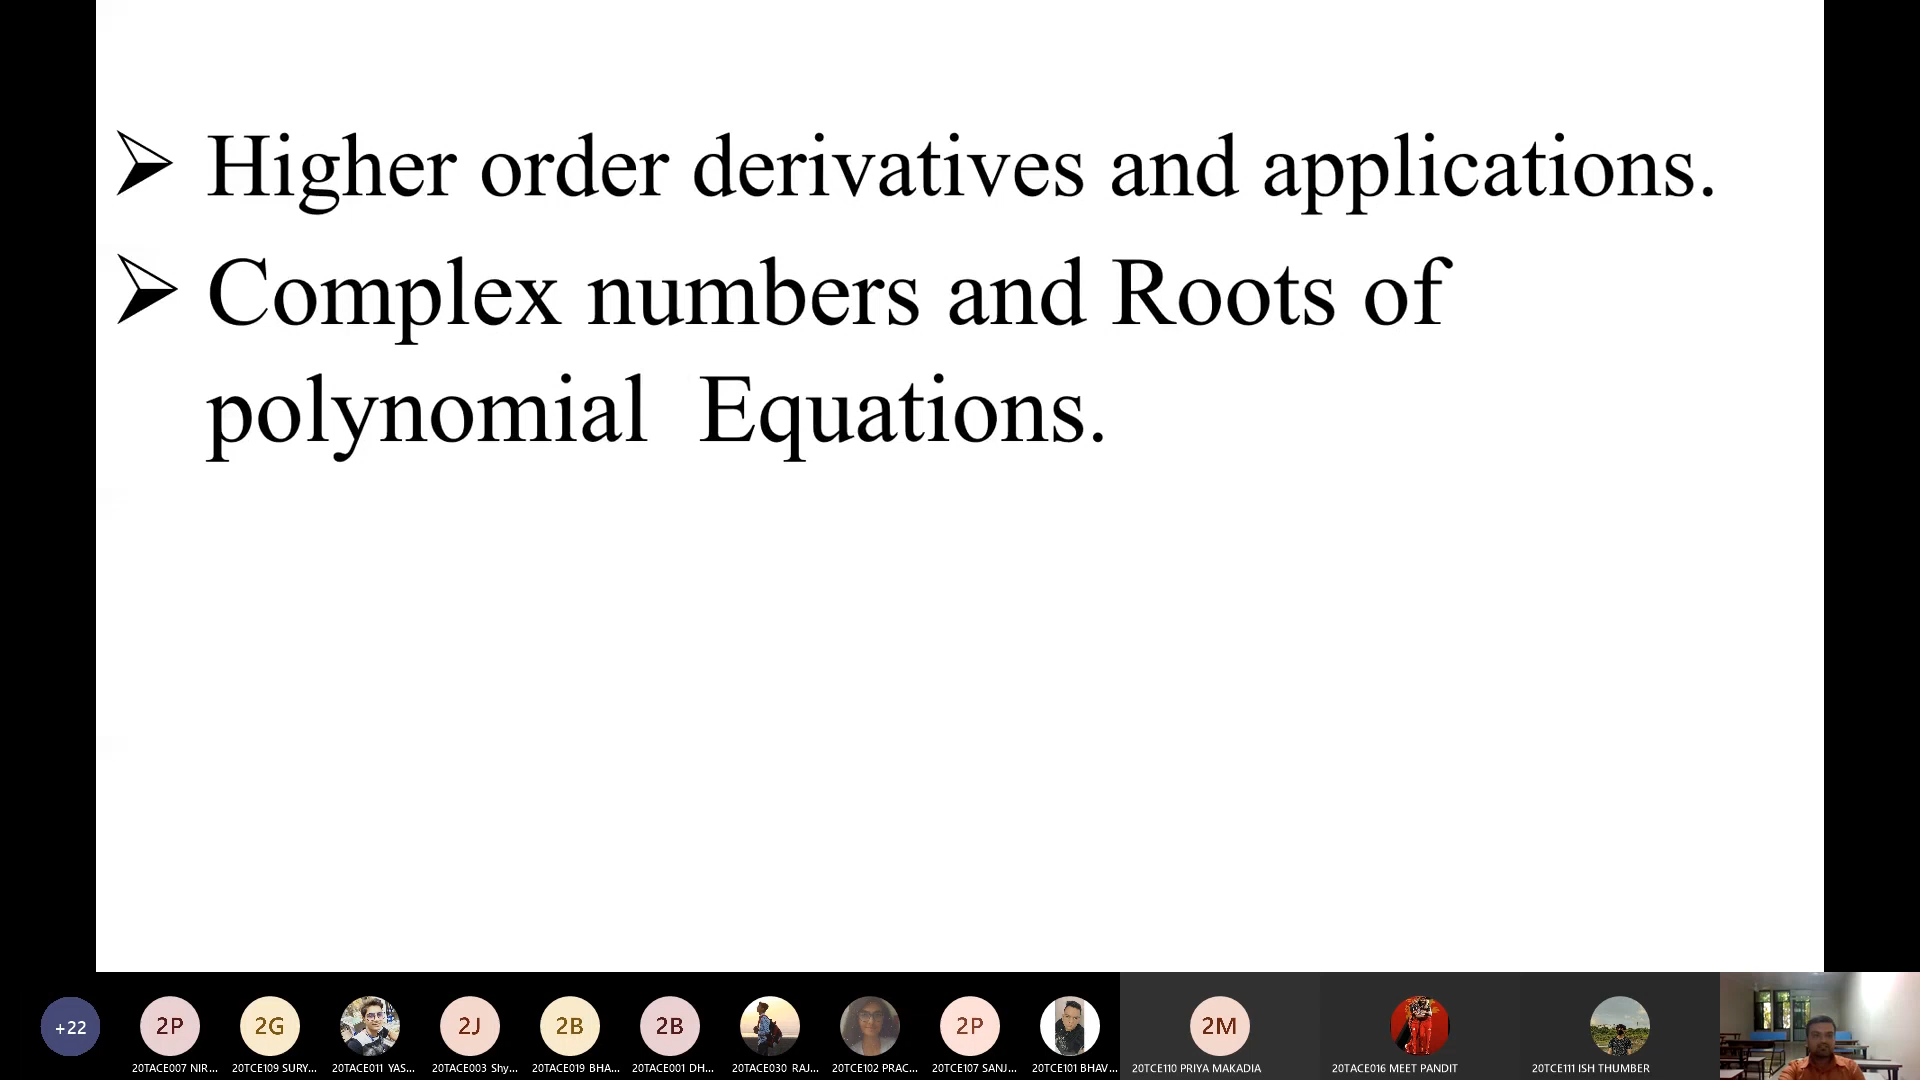 ➢ Higher order derivatives and applications.
➢ Complex numbers and Roots of
polynomial Equations.
+22
2P
2G
2J
2B
2B
2P
2M
20TACE007 NIR...
20TCE109 SURY...
20TACE011 YAS...
20TACE003 Shy...
20TACE019 BHA...
20TACE001 DH...
20TACE030 RAJ...
20TCE102 PRAC...
20TCE107 SANJ...
20TCE101 BHAV...
20TCE110 PRIYA MAKADIA
20TACE016 MEET PANDIT
20TCE111 ISH THUMBER